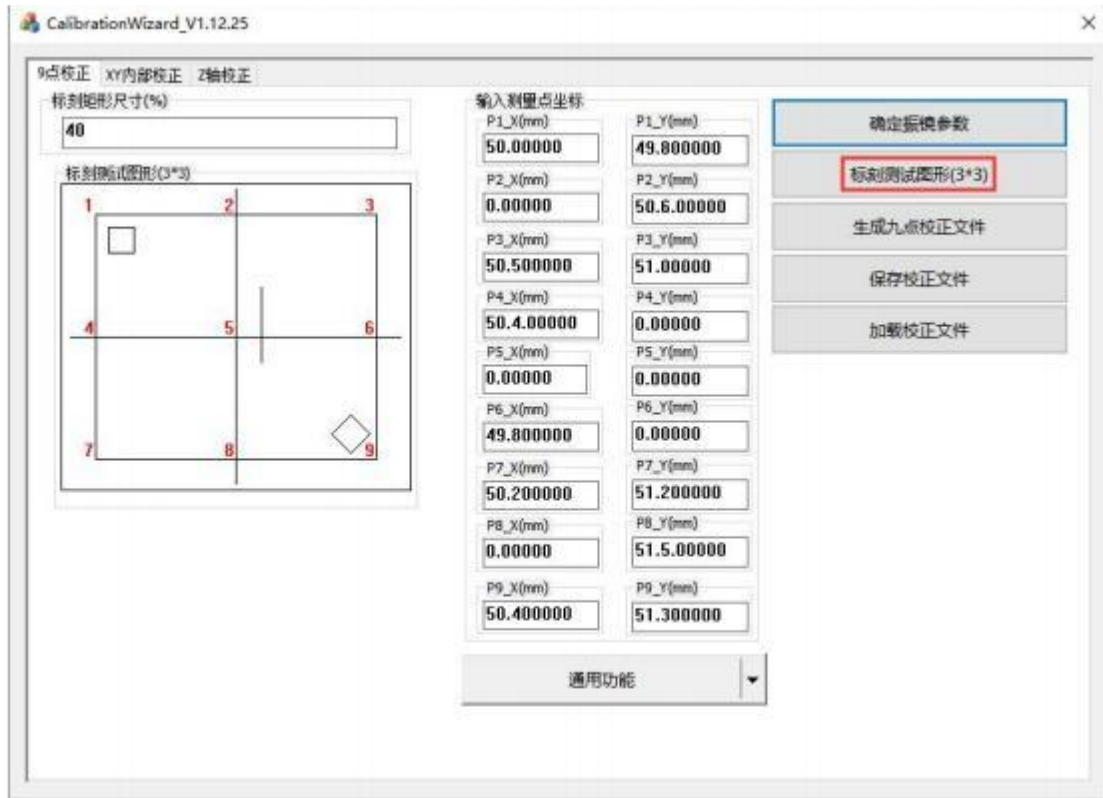 CalibrationWizard_V1.12.25
9点校正 XY内部校正 Z轴校正
标刻矩形尺寸(%)
40
标刻测试图形(3*3)
1 2 3
4 5 6
7 8 9
输入测量点坐标
P1_X(mm) P1_Y(mm)
50.00000 49.800000
P2_X(mm) P2_Y(mm)
0.00000 50.6.00000
P3_X(mm) P3_Y(mm)
50.500000 51.00000
P4_X(mm) P4_Y(mm)
50.4.00000 0.00000
P5_X(mm) P5_Y(mm)
0.00000 0.00000
P6_X(mm) P6_Y(mm)
49.800000 0.00000
P7_X(mm) P7_Y(mm)
50.200000 51.200000
P8_X(mm) P8_Y(mm)
0.00000 51.5.00000
P9_X(mm) P9_Y(mm)
50.400000 51.300000
通用功能
确定振镜参数
标刻测试图形(3*3)
生成九点校正文件
保存校正文件
加载校正文件